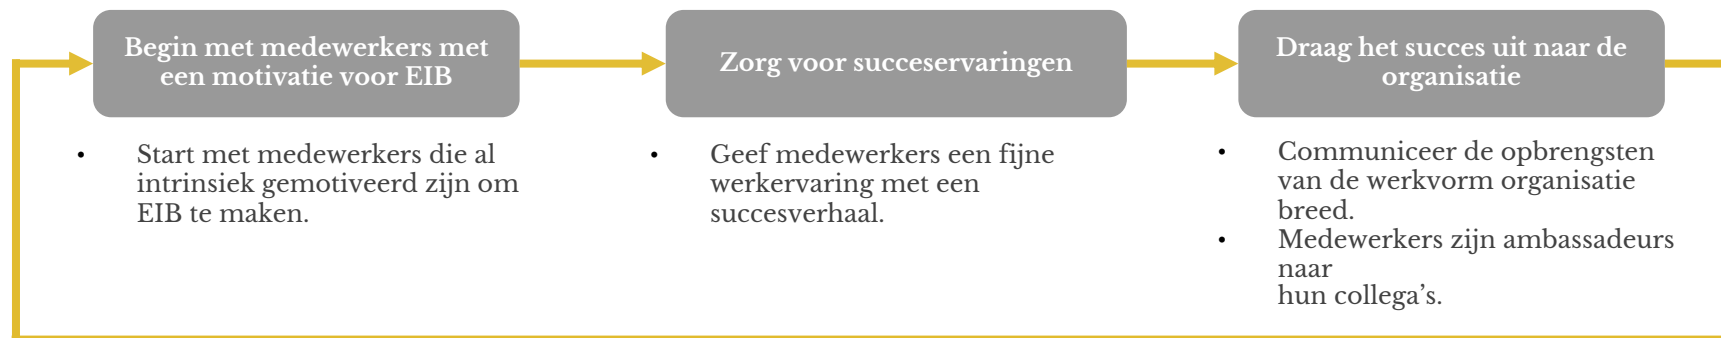 Begin met medewerkers met
een motivatie voor EIB
Zorg voor succeservaringen
Draag het succes uit naar de
organisatie
• Start met medewerkers die al
intrinsiek gemotiveerd zijn om
EIB te maken.
• Geef medewerkers een fijne
werkervaring met een
succesverhaal.
• Communiceer de opbrengsten
van de werkvorm organisatie
breed.
• Medewerkers zijn ambassadeurs
naar
hun collega’s.